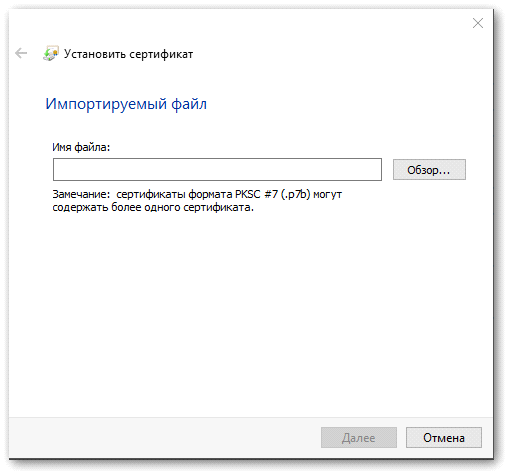 Установить сертификат
Импортируемый файл
Имя файла:
Обзор...
Замечание: сертификаты формата PKSC #7 (.p7b) могут
содержать более одного сертификата.
Далее
Отмена